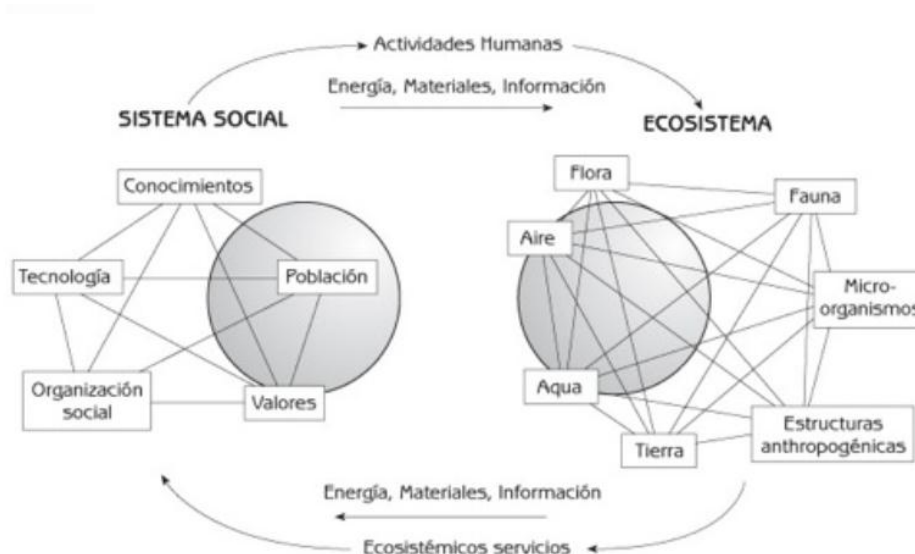 Actividades Humanas
Energía, Materiales, Información
SISTEMA SOCIAL
ECOSISTEMA
Conocimientos
Tecnología
Población
Organización
social
Valores
Flora
Fauna
Aire
Micro-
organismos
Aqua
Estructuras
anthropogénicas
Tierra
Energía, Materiales, Información
Ecosistémicos servicios